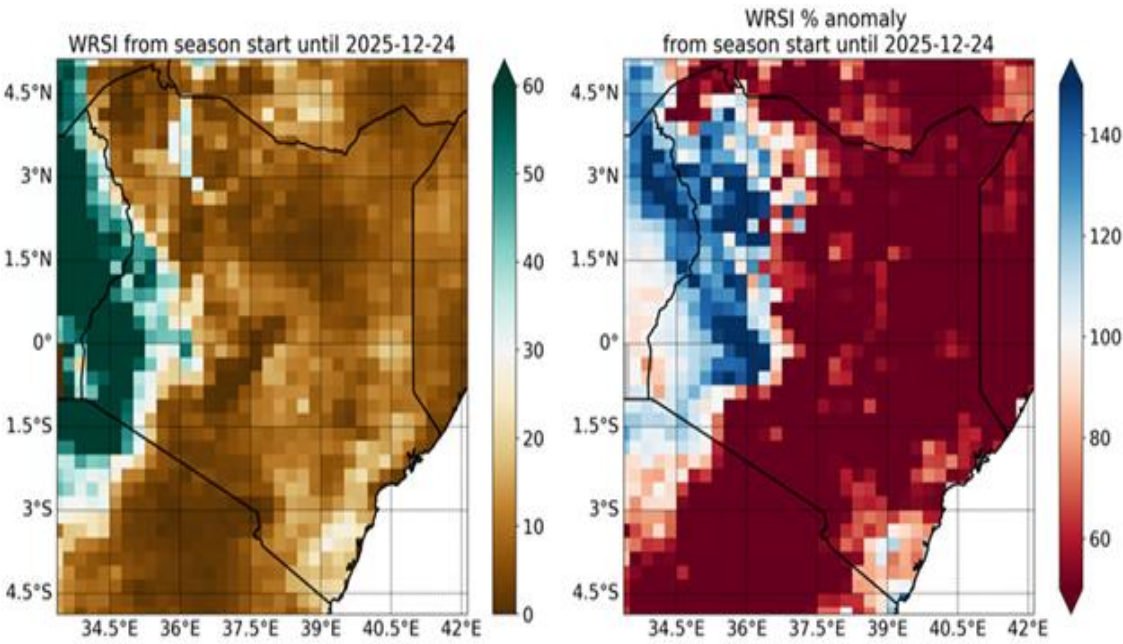 WRSI from season start until 2025-12-24
4.5°N
3°N
1.5°N
0°
1.5°S
3°S
4.5°S
34.5°E 36°E 37.5°E 39°E 40.5°E 42°E
60
50
40
30
20
10
0
WRSI % anomaly
from season start until 2025-12-24
4.5°N
3°N
1.5°N
0°
1.5°S
3°S
4.5°S
34.5°E 36°E 37.5°E 39°E 40.5°E 42°E
140
120
100
80
60